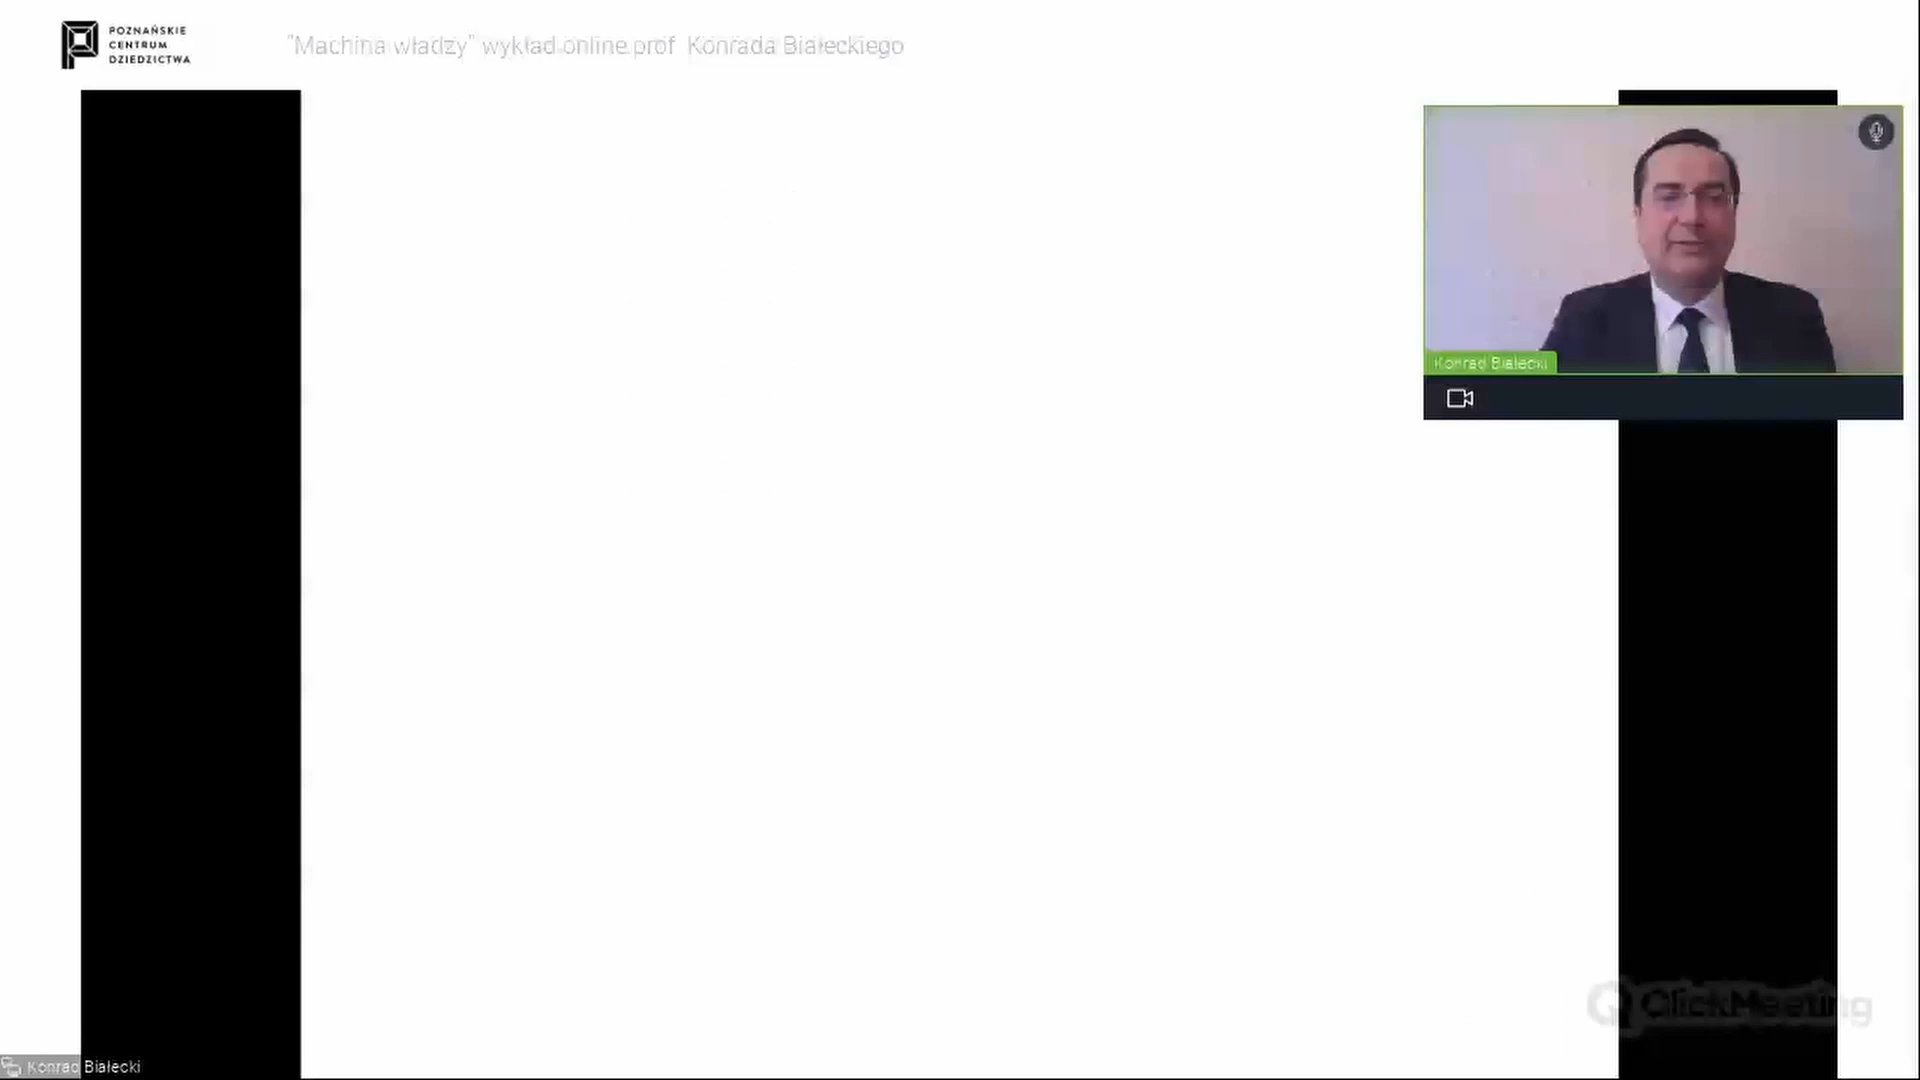 POZNAŃSKIE
CENTRUM
DZIEDZICTWA
"Machina władzy" wykład online prof Konrada Białeckiego
Konrad Białecki
ClickMeeting
Konrad Białecki